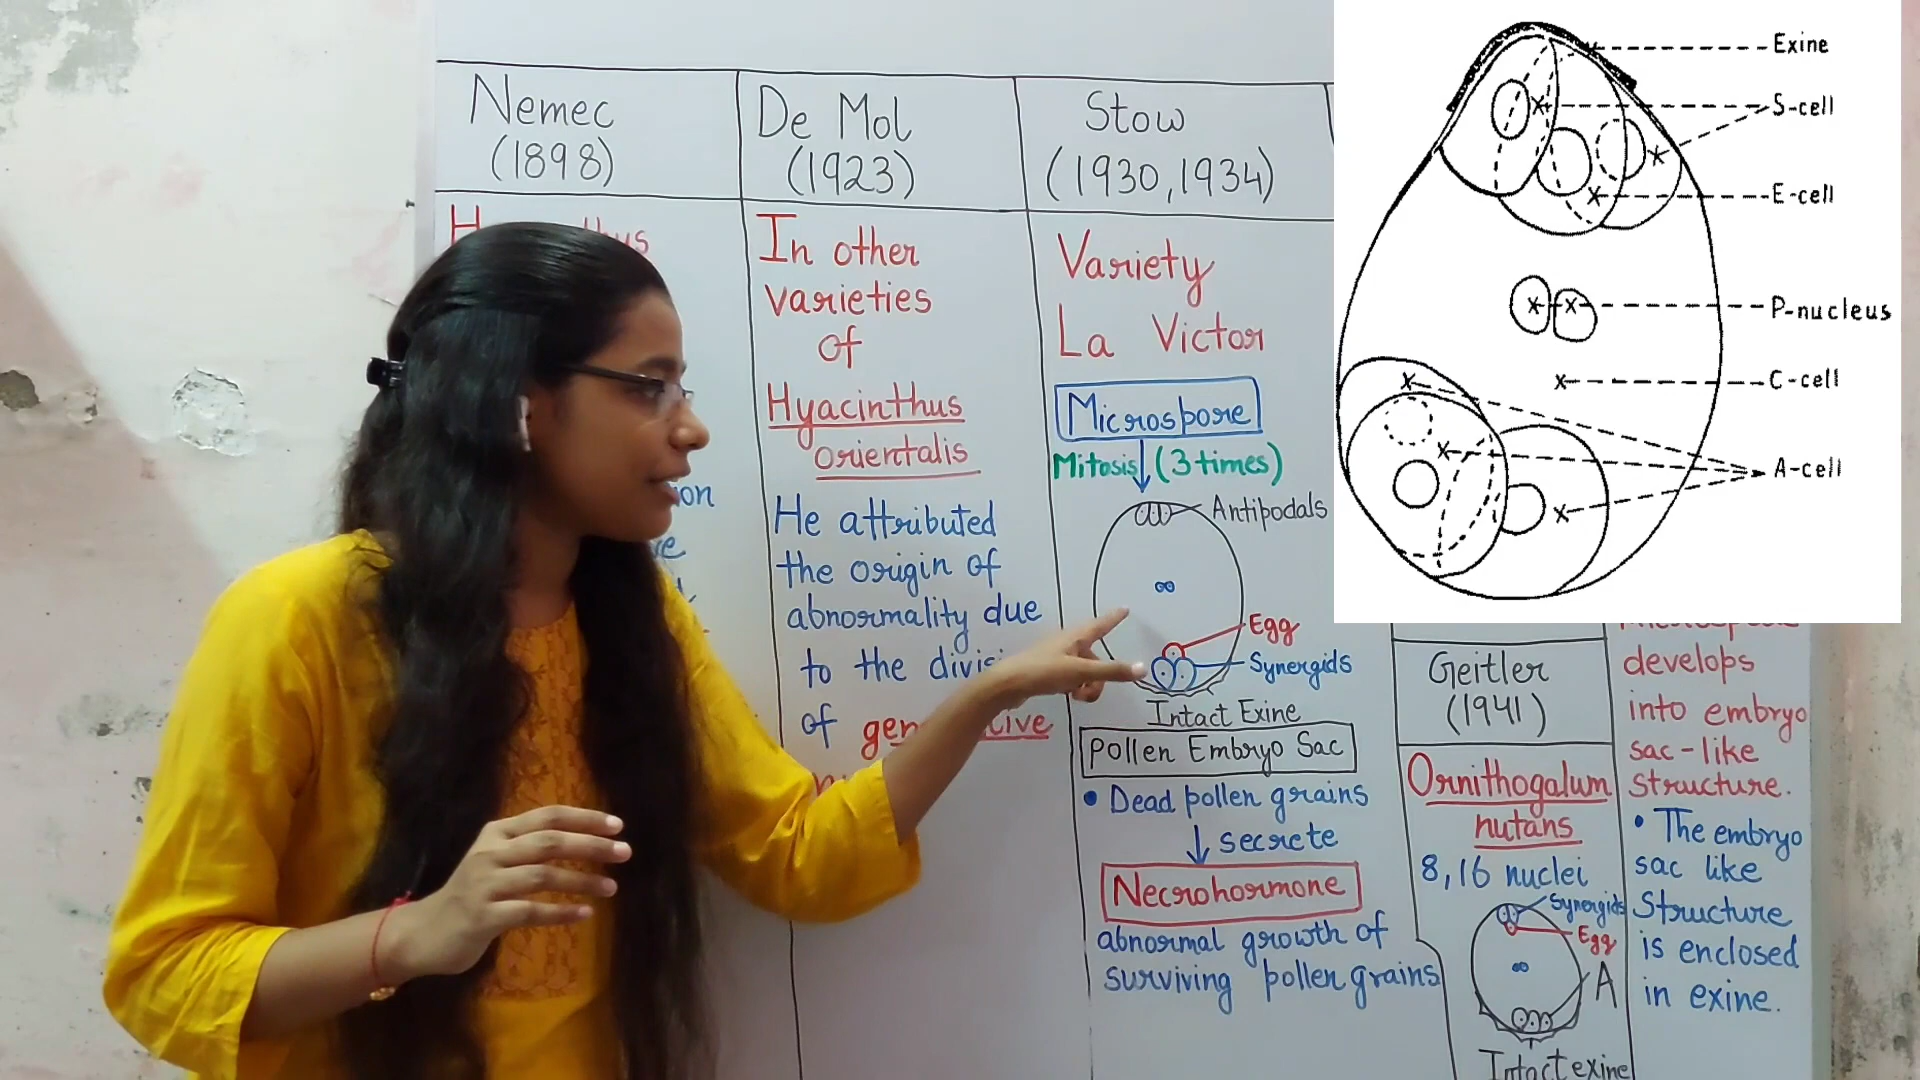 Nemec
(1898)
De Mol
(1923)
In other
varieties
of
Hyacinthus
orientalis
He attributed
the origin of
abnormality due
to the
of
Stow
(1930,1934)
Variety
La Victor
Microspore
Mitosis (3 times)
Antipodals
Egg
Synergids
Intact Exine
Pollen Embryo Sac
• Dead pollen grains
secrete
Necrohormone
abnormal growth of
surviving pollen grains
Exine
S-cell
E-cell
P-nucleus
C-cell
A-cell
Geitler
(1941)
Ornithogalum
nutans
8,16 nuclei
Synergids
Egg
A
Intact exine
develops
into embryo
sac-like
structure.
• The embryo
sac like
Structure
is enclosed
in exine.